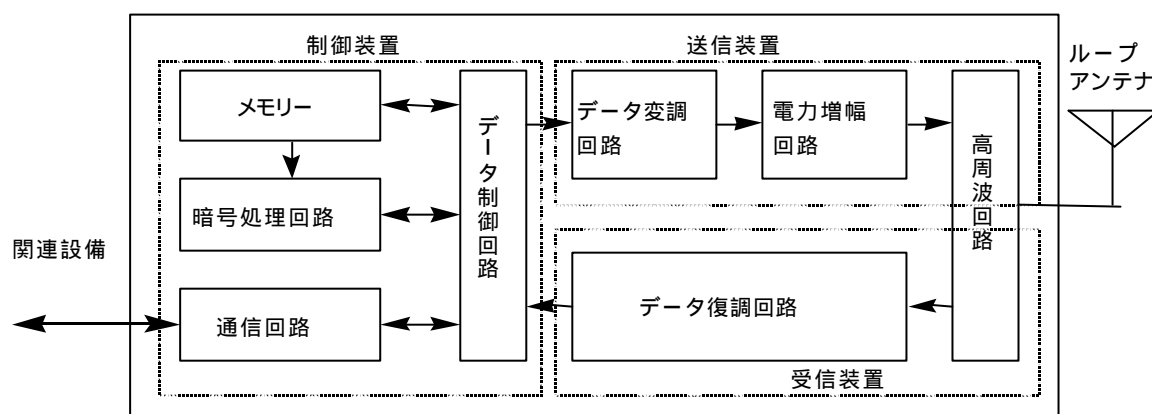 制御装置
送信装置
ループ
アンテナ
メモリー
データ制御回路
データ変調
回路
電力増幅
回路
高周波回路
暗号処理回路
関連設備
通信回路
データ復調回路
受信装置